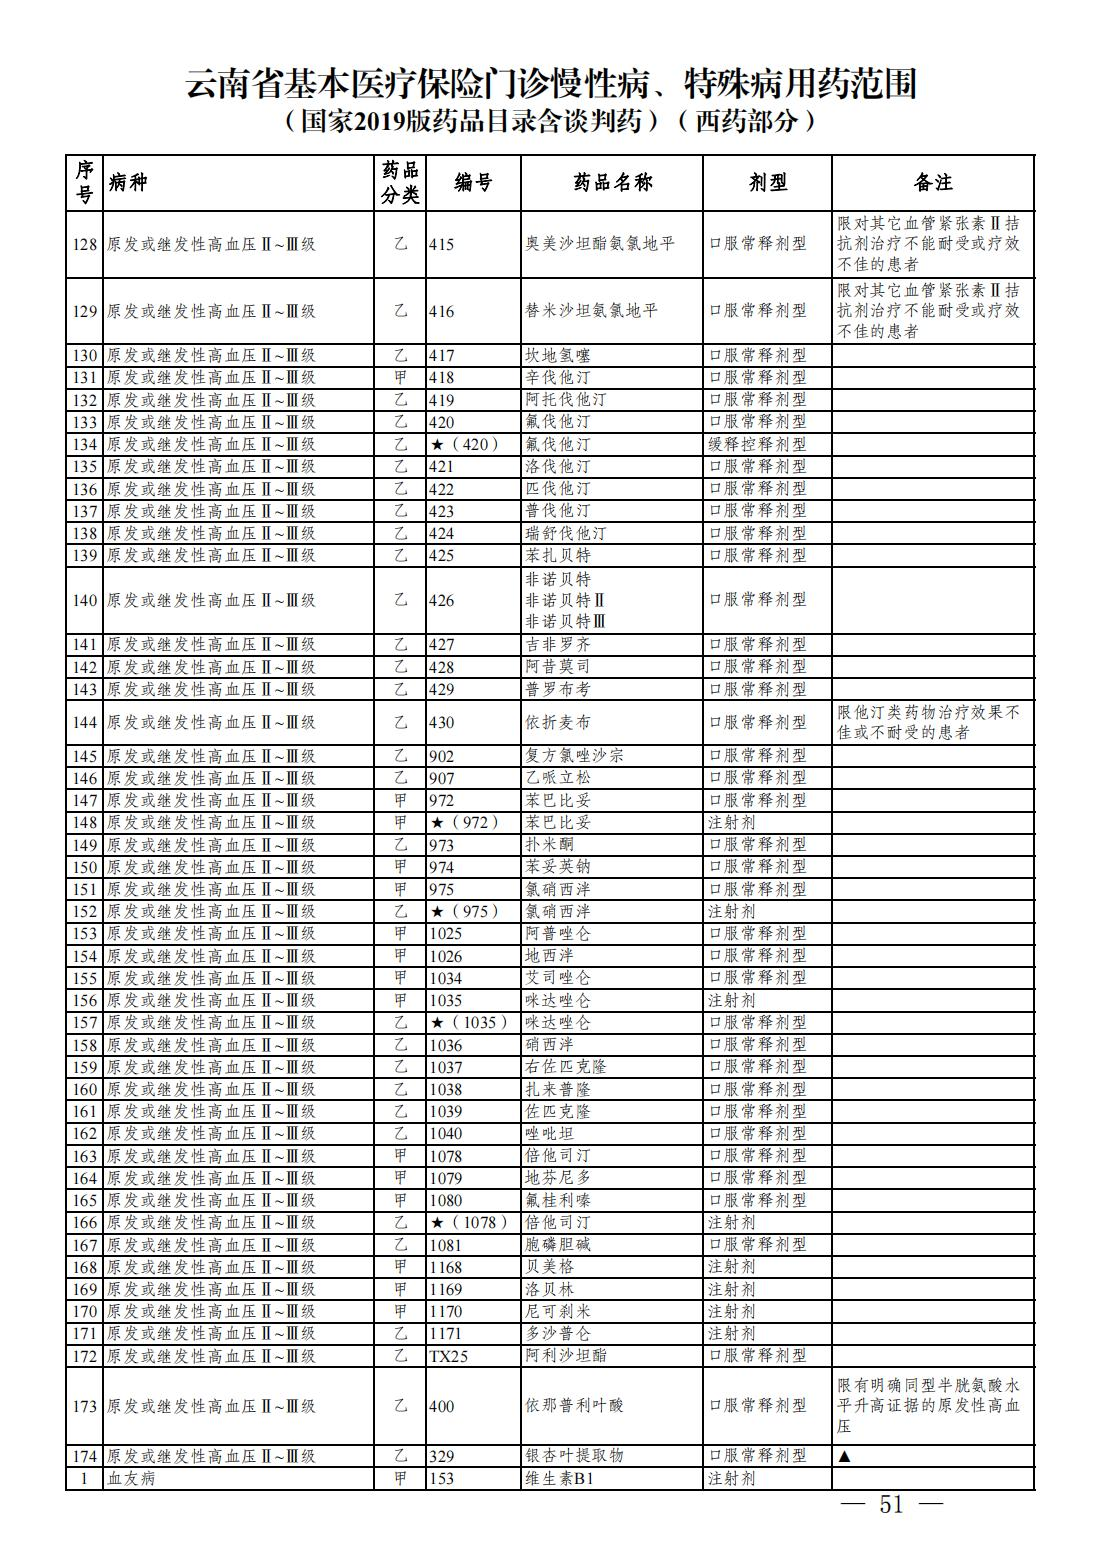 云南省基本医疗保险门诊慢性病、特殊病用药范围
（国家2019版药品目录含谈判药）（西药部分）
序号 病种 药品分类 编号 药品名称 剂型 备注
128 原发或继发性高血压Ⅱ~Ⅲ级 乙 415 奥美沙坦酯氨氯地平 口服常释剂型 限对其它血管紧张素Ⅱ拮
抗剂治疗不能耐受或疗效
不佳的患者
129 原发或继发性高血压Ⅱ~Ⅲ级 乙 416 替米沙坦氨氯地平 口服常释剂型 限对其它血管紧张素Ⅱ拮
抗剂治疗不能耐受或疗效
不佳的患者
130 原发或继发性高血压Ⅱ~Ⅲ级 乙 417 坎地氢噻 口服常释剂型
131 原发或继发性高血压Ⅱ~Ⅲ级 甲 418 辛伐他汀 口服常释剂型
132 原发或继发性高血压Ⅱ~Ⅲ级 乙 419 阿托伐他汀 口服常释剂型
133 原发或继发性高血压Ⅱ~Ⅲ级 乙 420 氟伐他汀 口服常释剂型
134 原发或继发性高血压Ⅱ~Ⅲ级 乙 ★（420） 氟伐他汀 缓释控释剂型
135 原发或继发性高血压Ⅱ~Ⅲ级 乙 421 洛伐他汀 口服常释剂型
136 原发或继发性高血压Ⅱ~Ⅲ级 乙 422 匹伐他汀 口服常释剂型
137 原发或继发性高血压Ⅱ~Ⅲ级 乙 423 普伐他汀 口服常释剂型
138 原发或继发性高血压Ⅱ~Ⅲ级 乙 424 瑞舒伐他汀 口服常释剂型
139 原发或继发性高血压Ⅱ~Ⅲ级 乙 425 苯扎贝特 口服常释剂型
140 原发或继发性高血压Ⅱ~Ⅲ级 乙 426 非诺贝特
非诺贝特Ⅱ
非诺贝特Ⅲ 口服常释剂型
141 原发或继发性高血压Ⅱ~Ⅲ级 乙 427 吉非罗齐 口服常释剂型
142 原发或继发性高血压Ⅱ~Ⅲ级 乙 428 阿昔莫司 口服常释剂型
143 原发或继发性高血压Ⅱ~Ⅲ级 乙 429 普罗布考 口服常释剂型
144 原发或继发性高血压Ⅱ~Ⅲ级 乙 430 依折麦布 口服常释剂型 限他汀类药物治疗效果不
佳或不耐受的患者
145 原发或继发性高血压Ⅱ~Ⅲ级 乙 902 复方氯唑沙宗 口服常释剂型
146 原发或继发性高血压Ⅱ~Ⅲ级 乙 907 乙哌立松 口服常释剂型
147 原发或继发性高血压Ⅱ~Ⅲ级 甲 972 苯巴比妥 口服常释剂型
148 原发或继发性高血压Ⅱ~Ⅲ级 甲 ★（972） 苯巴比妥 注射剂
149 原发或继发性高血压Ⅱ~Ⅲ级 乙 973 扑米酮 口服常释剂型
150 原发或继发性高血压Ⅱ~Ⅲ级 甲 974 苯妥英钠 口服常释剂型
151 原发或继发性高血压Ⅱ~Ⅲ级 甲 975 氯硝西泮 口服常释剂型
152 原发或继发性高血压Ⅱ~Ⅲ级 乙 ★（975） 氯硝西泮 注射剂
153 原发或继发性高血压Ⅱ~Ⅲ级 甲 1025 阿普唑仑 口服常释剂型
154 原发或继发性高血压Ⅱ~Ⅲ级 甲 1026 地西泮 口服常释剂型
155 原发或继发性高血压Ⅱ~Ⅲ级 甲 1034 艾司唑仑 口服常释剂型
156 原发或继发性高血压Ⅱ~Ⅲ级 甲 1035 咪达唑仑 注射剂
157 原发或继发性高血压Ⅱ~Ⅲ级 乙 ★（1035） 咪达唑仑 口服常释剂型
158 原发或继发性高血压Ⅱ~Ⅲ级 乙 1036 硝西泮 口服常释剂型
159 原发或继发性高血压Ⅱ~Ⅲ级 乙 1037 右佐匹克隆 口服常释剂型
160 原发或继发性高血压Ⅱ~Ⅲ级 乙 1038 扎来普隆 口服常释剂型
161 原发或继发性高血压Ⅱ~Ⅲ级 乙 1039 佐匹克隆 口服常释剂型
162 原发或继发性高血压Ⅱ~Ⅲ级 乙 1040 唑吡坦 口服常释剂型
163 原发或继发性高血压Ⅱ~Ⅲ级 甲 1078 倍他司汀 口服常释剂型
164 原发或继发性高血压Ⅱ~Ⅲ级 甲 1079 地芬尼多 口服常释剂型
165 原发或继发性高血压Ⅱ~Ⅲ级 甲 1080 氟桂利嗪 口服常释剂型
166 原发或继发性高血压Ⅱ~Ⅲ级 乙 ★（1078） 倍他司汀 注射剂
167 原发或继发性高血压Ⅱ~Ⅲ级 乙 1081 胞磷胆碱 口服常释剂型
168 原发或继发性高血压Ⅱ~Ⅲ级 甲 1168 贝美格 注射剂
169 原发或继发性高血压Ⅱ~Ⅲ级 甲 1169 洛贝林 注射剂
170 原发或继发性高血压Ⅱ~Ⅲ级 甲 1170 尼可刹米 注射剂
171 原发或继发性高血压Ⅱ~Ⅲ级 乙 1171 多沙普仑 注射剂
172 原发或继发性高血压Ⅱ~Ⅲ级 乙 TX25 阿利沙坦酯 口服常释剂型
173 原发或继发性高血压Ⅱ~Ⅲ级 乙 400 依那普利叶酸 口服常释剂型 限有明确同型半胱氨酸水
平升高证据的原发性高血
压
174 原发或继发性高血压Ⅱ~Ⅲ级 乙 329 银杏叶提取物 口服常释剂型 ▲
1 血友病 甲 153 维生素B1 注射剂
— 51 —